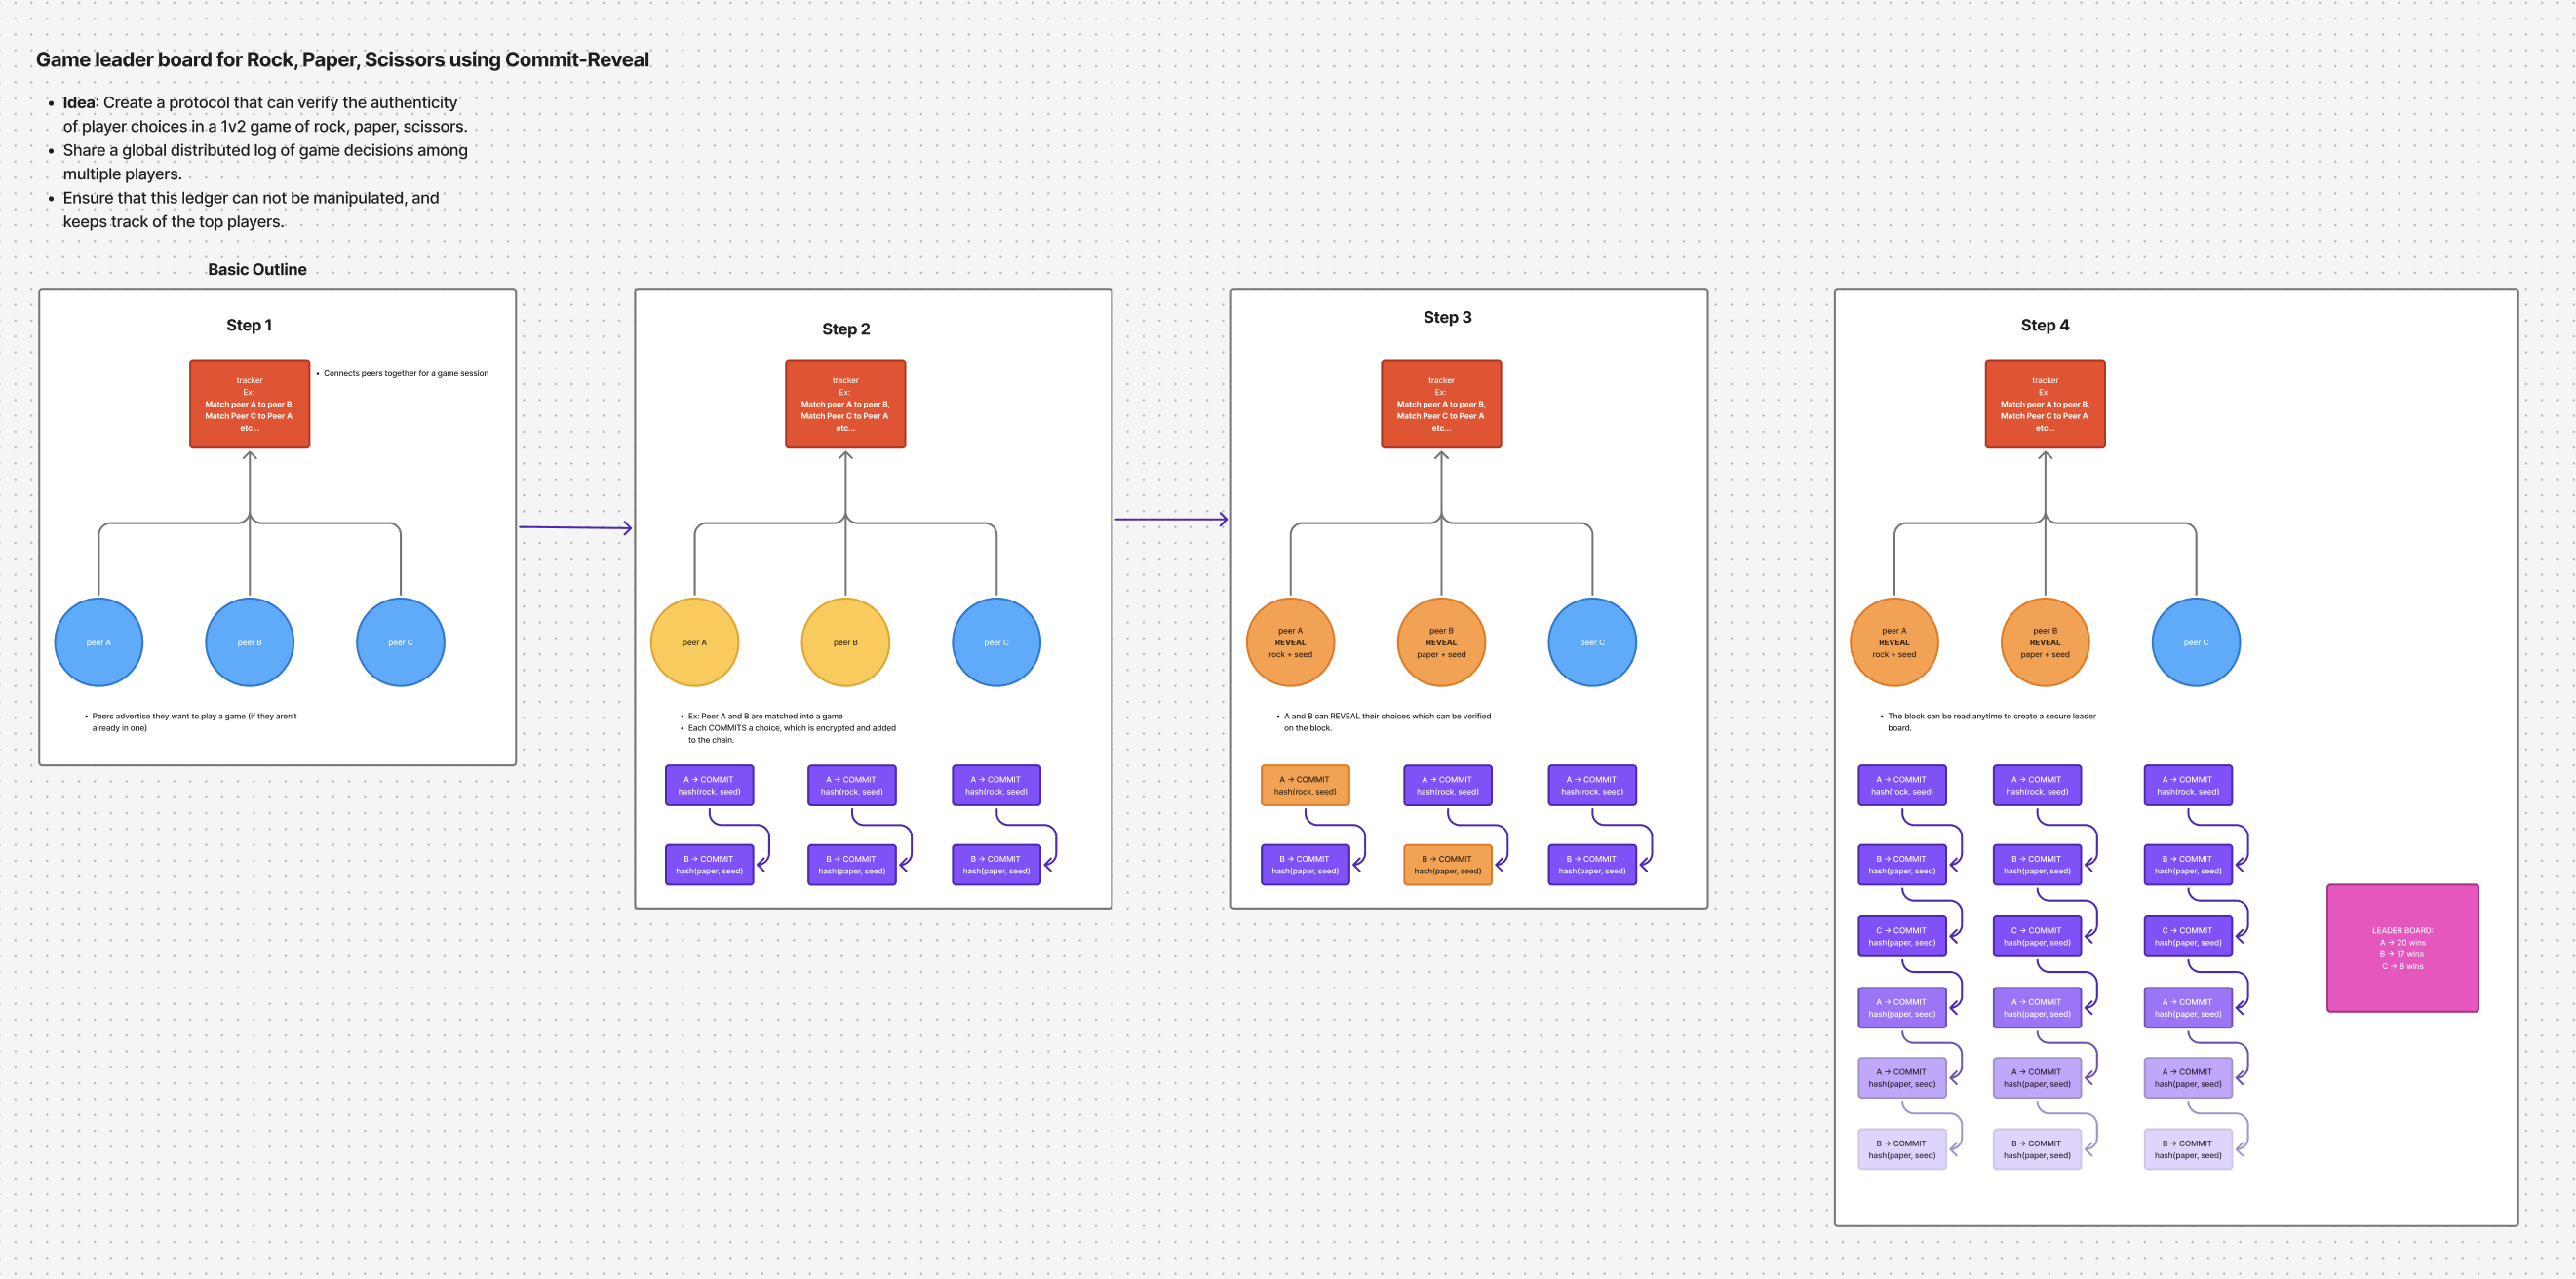 Game leader board for Rock, Paper, Scissors using Commit-Reveal
• Idea: Create a protocol that can verify the authenticity
of player choices in a 1v2 game of rock, paper, scissors.
• Share a global distributed log of game decisions among
multiple players.
• Ensure that this ledger can not be manipulated, and
keeps track of the top players.
Basic Outline
Step 1
tracker
Ex:
Match peer A to peer B,
Match Peer C to Peer A
etc...
• Connects peers together for a game session
peer A
peer B
peer C
• Peers advertise they want to play a game (if they aren't
already in one)
Step 2
tracker
Ex:
Match peer A to peer B,
Match Peer C to Peer A
etc...
peer A
peer B
peer C
• Ex: Peer A and B are matched into a game
• Each COMMITS a choice, which is encrypted and added
to the chain.
A → COMMIT
hash(rock, seed)
A → COMMIT
hash(rock, seed)
A → COMMIT
hash(rock, seed)
B → COMMIT
hash(paper, seed)
B → COMMIT
hash(paper, seed)
B → COMMIT
hash(paper, seed)
Step 3
tracker
Ex:
Match peer A to peer B,
Match Peer C to Peer A
etc...
peer A
REVEAL
rock + seed
peer B
REVEAL
paper + seed
peer C
• A and B can REVEAL their choices which can be verified
on the block.
A → COMMIT
hash(rock, seed)
A → COMMIT
hash(rock, seed)
A → COMMIT
hash(rock, seed)
B → COMMIT
hash(paper, seed)
B → COMMIT
hash(paper, seed)
B → COMMIT
hash(paper, seed)
Step 4
tracker
Ex:
Match peer A to peer B,
Match Peer C to Peer A
etc...
peer A
REVEAL
rock + seed
peer B
REVEAL
paper + seed
peer C
• The block can be read anytime to create a secure leader
board.
A → COMMIT
hash(rock, seed)
A → COMMIT
hash(rock, seed)
A → COMMIT
hash(rock, seed)
B → COMMIT
hash(paper, seed)
B → COMMIT
hash(paper, seed)
B → COMMIT
hash(paper, seed)
C → COMMIT
hash(paper, seed)
C → COMMIT
hash(paper, seed)
C → COMMIT
hash(paper, seed)
A → COMMIT
hash(paper, seed)
A → COMMIT
hash(paper, seed)
A → COMMIT
hash(paper, seed)
A → COMMIT
hash(paper, seed)
A → COMMIT
hash(paper, seed)
A → COMMIT
hash(paper, seed)
B → COMMIT
hash(paper, seed)
B → COMMIT
hash(paper, seed)
B → COMMIT
hash(paper, seed)
LEADER BOARD:
A → 20 wins
B → 17 wins
C → 8 wins